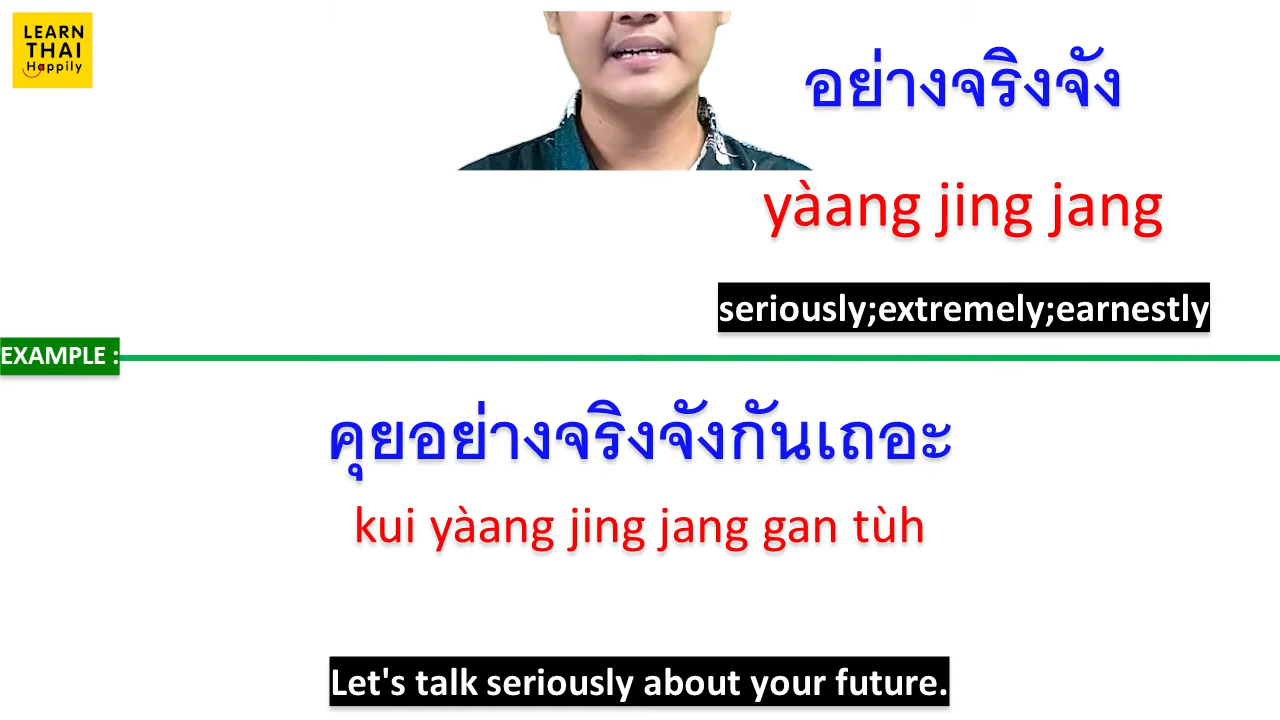 LEARN
THAI
Happily
อย่างจริงจัง
yàang jing jang
seriously;extremely;earnestly
EXAMPLE :
คุยอย่างจริงจังกันเถอะ
kui yàang jing jang gan tùh
Let's talk seriously about your future.